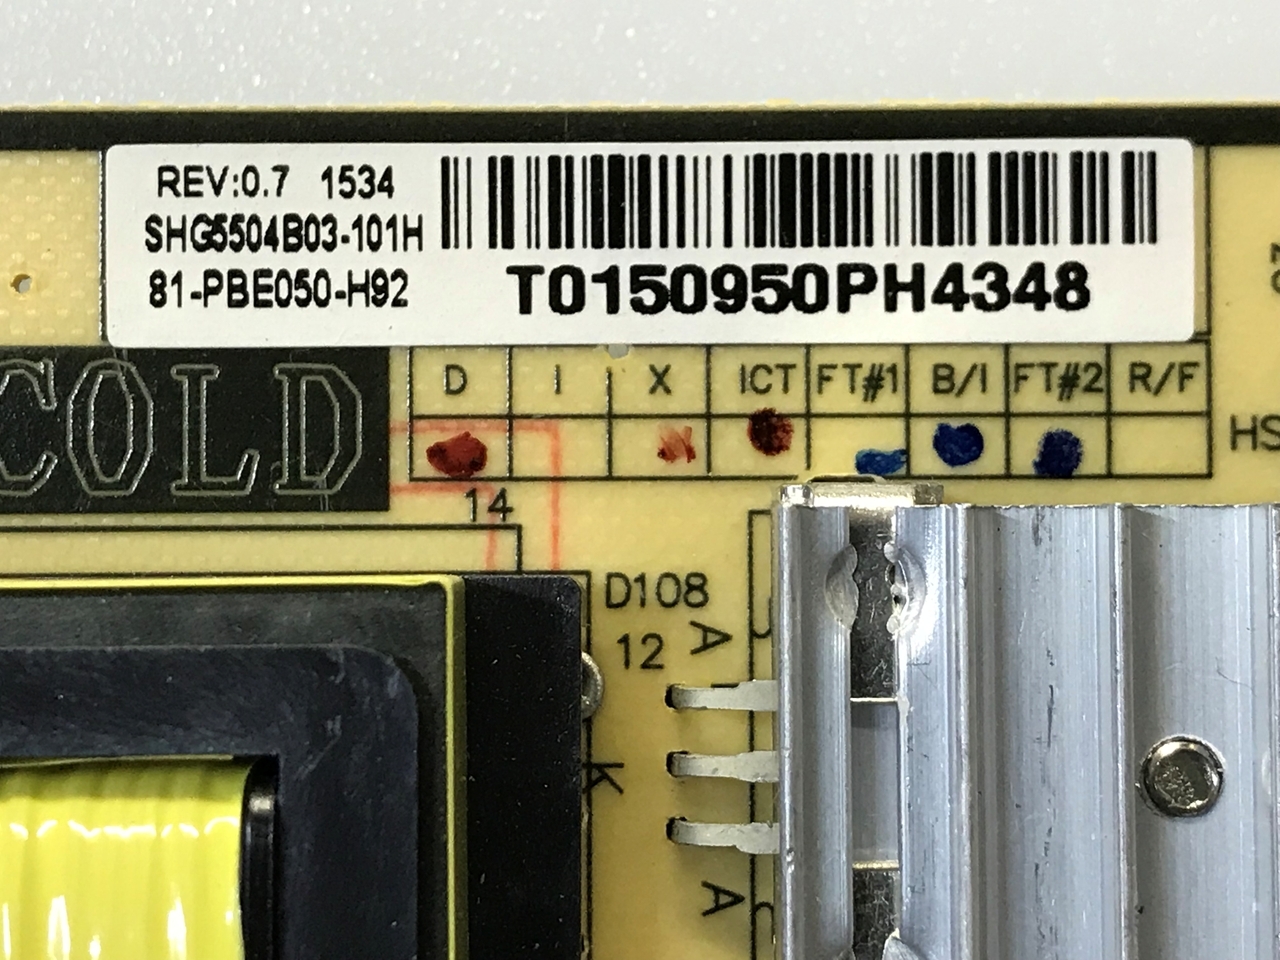 REV:0.7 1534
SHG5504B03-101H
81-PBE050-H92
T0150950PH4348
COLD
D I X ICT FT#1 B/I FT#2 R/F
HS
14
D108
12
A
K
A